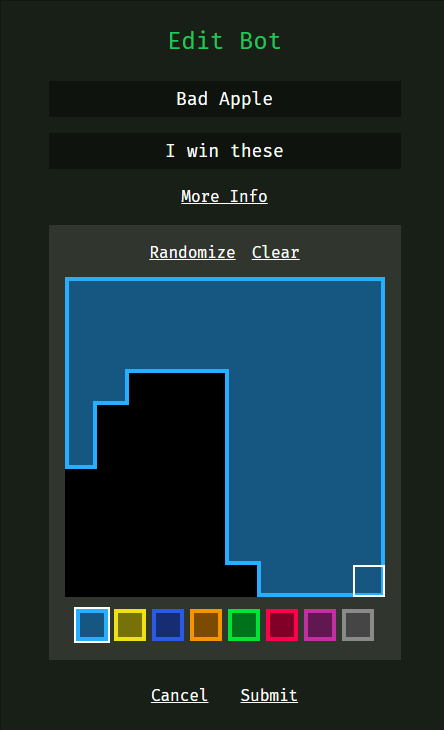 Edit Bot
Bad Apple
I win these
More Info
Randomize Clear
Cancel Submit